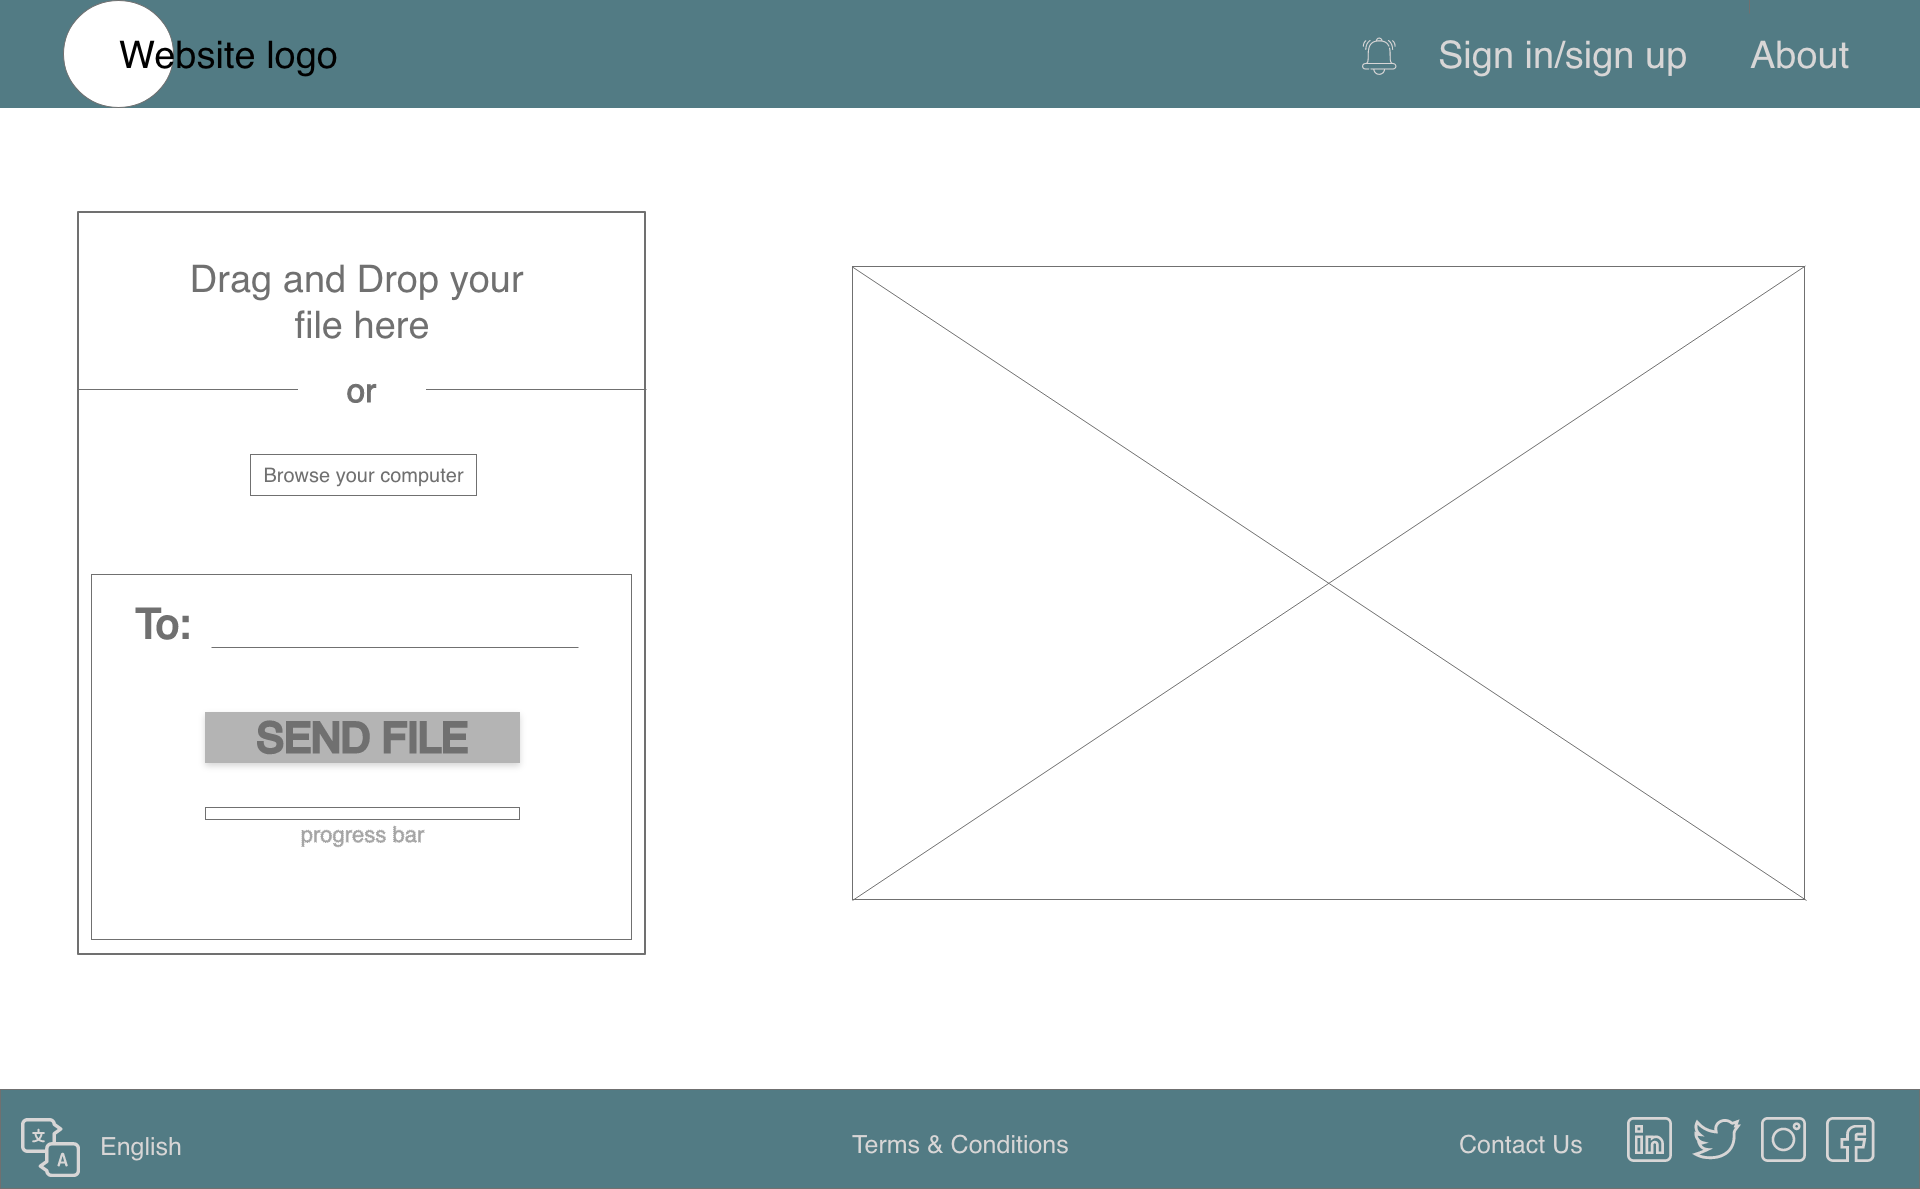 Website logo
Sign in/sign up
About
Drag and Drop your
file here
or
Browse your computer
To:
SEND FILE
progress bar
文
A
English
Terms & Conditions
Contact Us
in